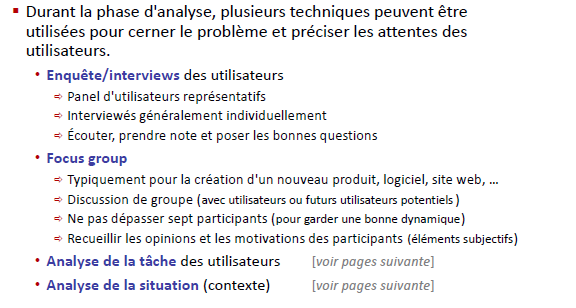 ▪ Durant la phase d'analyse, plusieurs techniques peuvent être
utilisées pour cerner le problème et préciser les attentes des
utilisateurs.
• Enquête/interviews des utilisateurs
⇨ Panel d'utilisateurs représentatifs
⇨ Interviewés généralement individuellement
⇨ Écouter, prendre note et poser les bonnes questions
• Focus group
⇨ Typiquement pour la création d'un nouveau produit, logiciel, site web, ...
⇨ Discussion de groupe (avec utilisateurs ou futurs utilisateurs potentiels )
⇨ Ne pas dépasser sept participants (pour garder une bonne dynamique )
⇨ Recueillir les opinions et les motivations des participants (éléments subjectifs)
• Analyse de la tâche des utilisateurs [voir pages suivante]
• Analyse de la situation (contexte) [voir pages suivante]